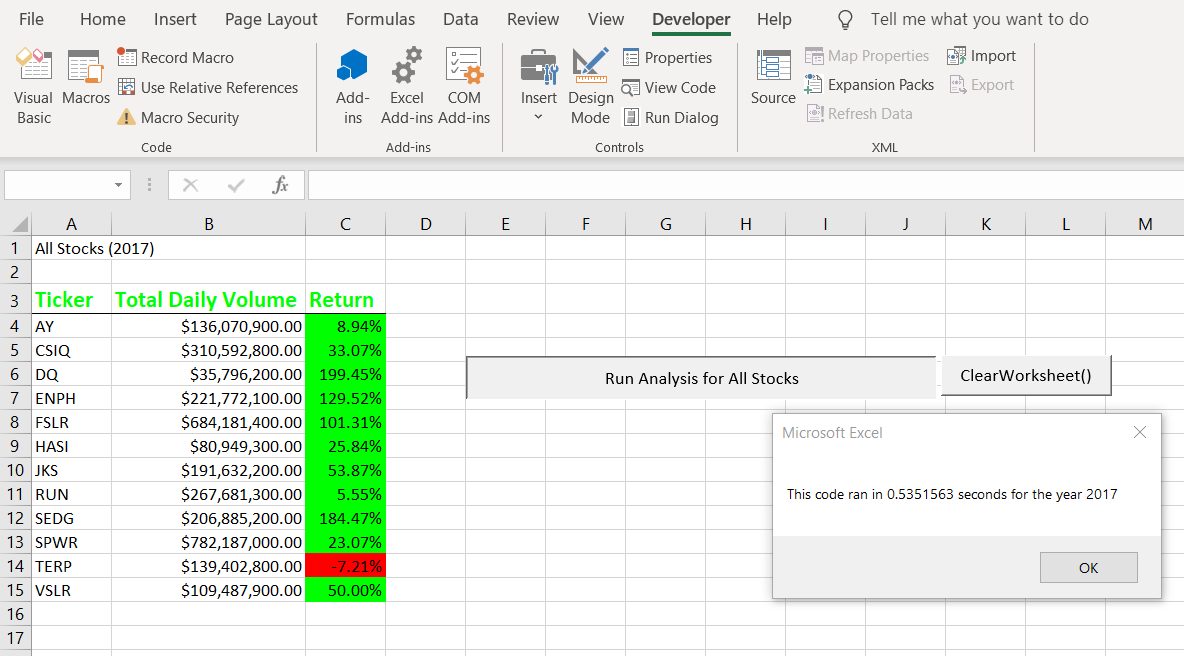 File Home Insert Page Layout Formulas Data Review View Developer Help Tell me what you want to do
Visual Basic
Macros
Record Macro
Use Relative References
Macro Security
Code
Add-ins
Excel Add-ins
COM Add-ins
Add-ins
Insert
Design Mode
Properties
View Code
Run Dialog
Controls
Source
Map Properties
Expansion Packs
Refresh Data
Import
Export
XML
fx
A B C D E F G H I J K L M
1 All Stocks (2017)
2
3 Ticker Total Daily Volume Return
4 AY $136,070,900.00 8.94%
5 CSIQ $310,592,800.00 33.07%
6 DQ $35,796,200.00 199.45%
7 ENPH $221,772,100.00 129.52%
8 FSLR $684,181,400.00 101.31%
9 HASI $80,949,300.00 25.84%
10 JKS $191,632,200.00 53.87%
11 RUN $267,681,300.00 5.55%
12 SEDG $206,885,200.00 184.47%
13 SPWR $782,187,000.00 23.07%
14 TERP $139,402,800.00 -7.21%
15 VSLR $109,487,900.00 50.00%
16
17
Run Analysis for All Stocks
ClearWorksheet()
Microsoft Excel
This code ran in 0.5351563 seconds for the year 2017
OK